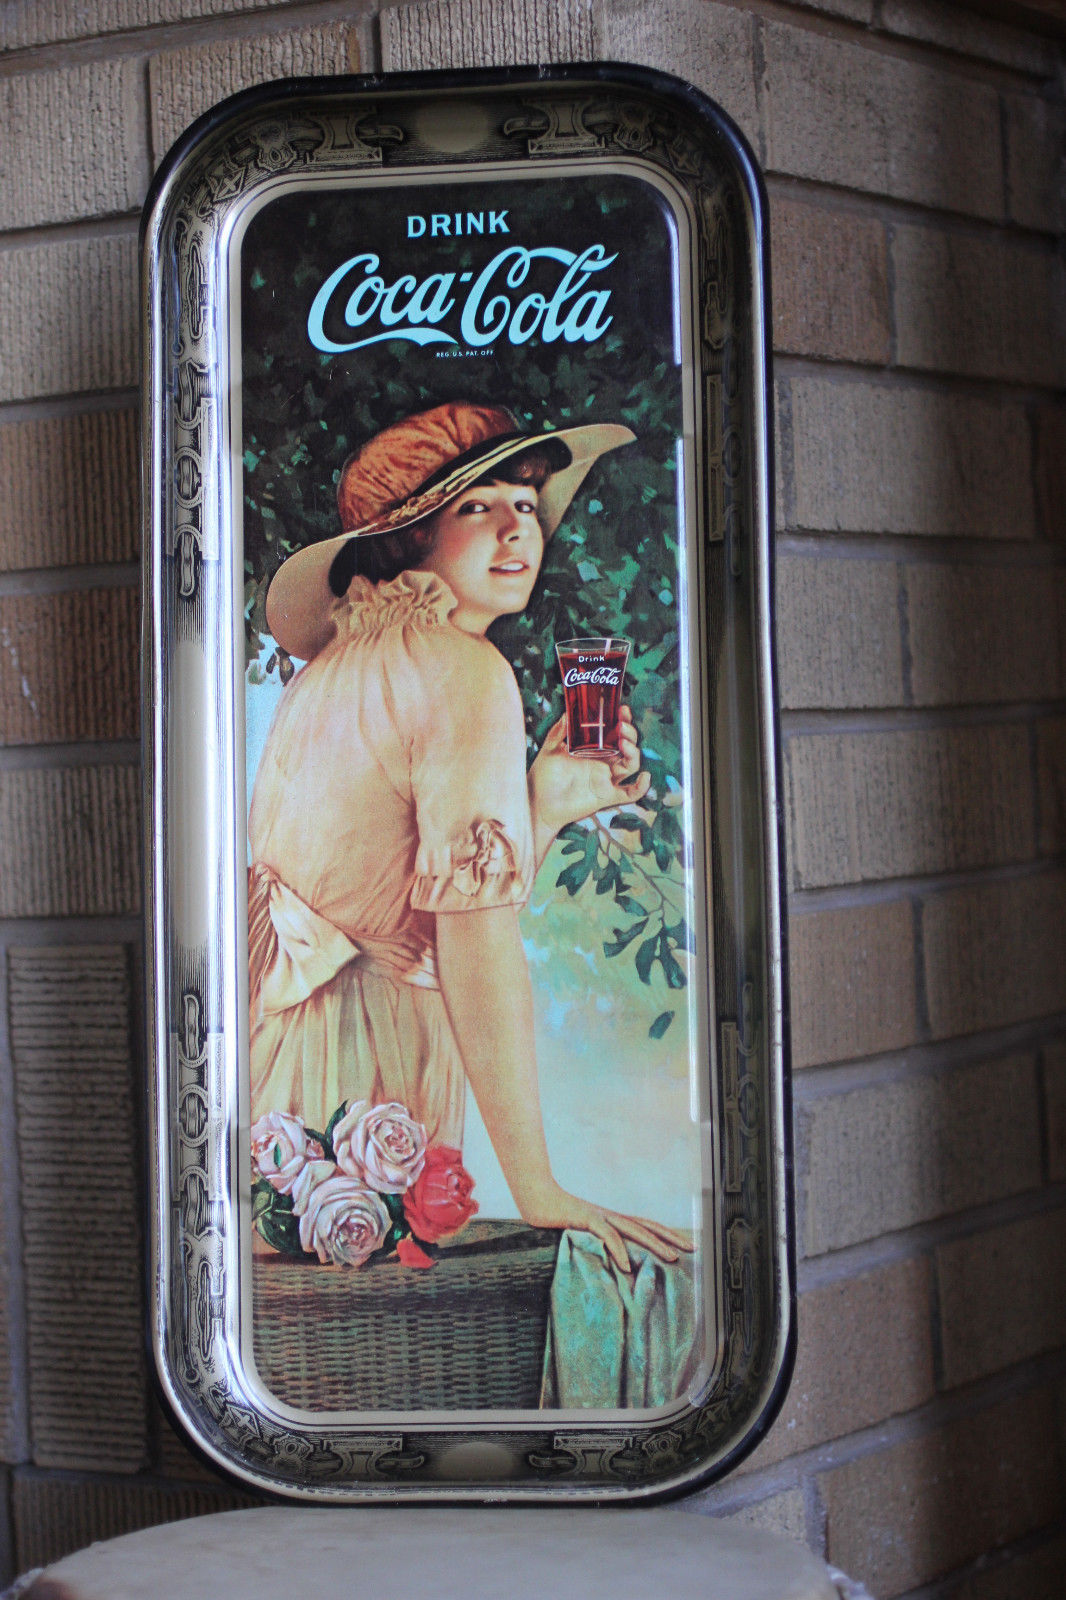 DRINK
Coca-Cola
REG. U.S. PAT. OFF
Drink
Coca-Cola